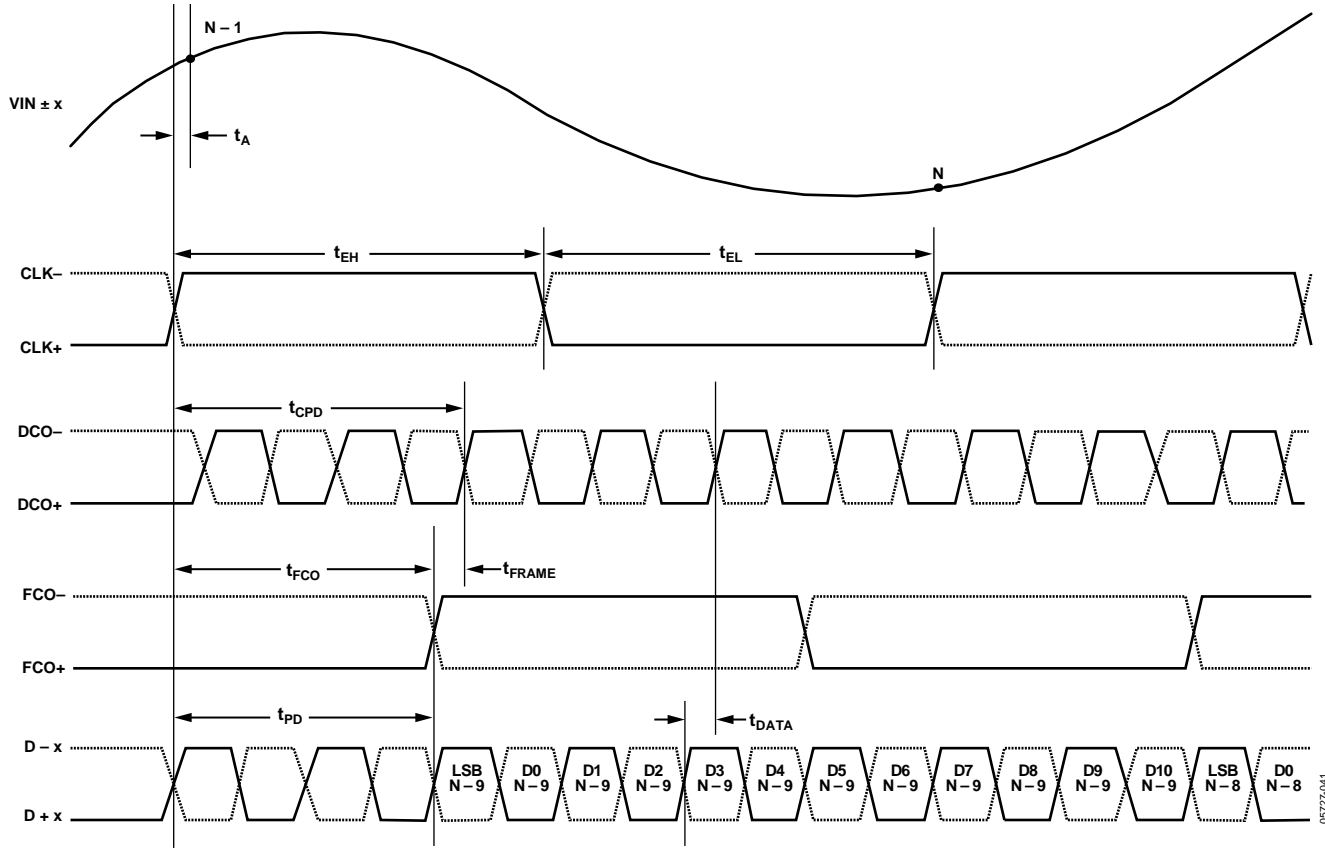 N – 1
VIN ± x
tA
N
tEH
tEL
CLK–
CLK+
tCPD
DCO–
DCO+
tFCO
tFRAME
FCO–
FCO+
tPD
tDATA
D – x
LSB D0 D1 D2 D3 D4 D5 D6 D7 D8 D9 D10 LSB D0
N – 9 N – 9 N – 9 N – 9 N – 9 N – 9 N – 9 N – 9 N – 9 N – 9 N – 9 N – 9 N – 8 N – 8
D + x
05727-041